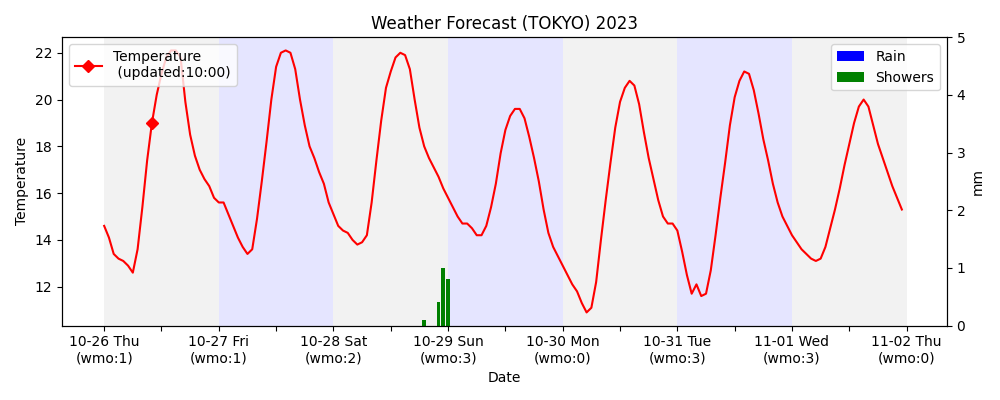 Weather Forecast (TOKYO) 2023
Temperature
(updated:10:00)
Rain
Showers
22
20
18
16
14
12
Temperature
5
4
3
2
1
0
mm
10-26 Thu 10-27 Fri 10-28 Sat 10-29 Sun 10-30 Mon 10-31 Tue 11-01 Wed 11-02 Thu
(wmo:1) (wmo:1) (wmo:2) (wmo:3) (wmo:0) (wmo:3) (wmo:3) (wmo:0)
Date